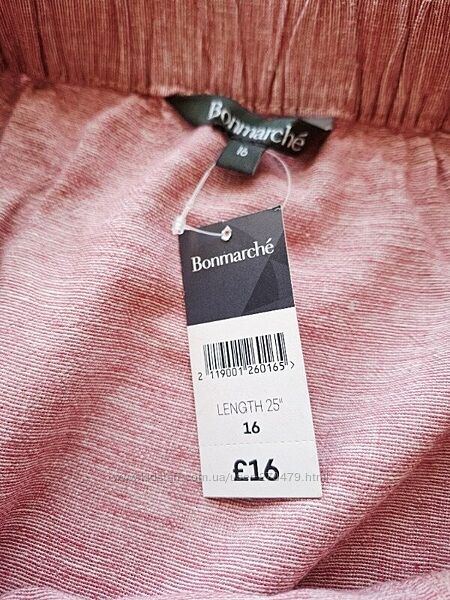 Bonmarché
16
Bonmarché
2 119001 260165 >
LENGTH 25"
16
£16